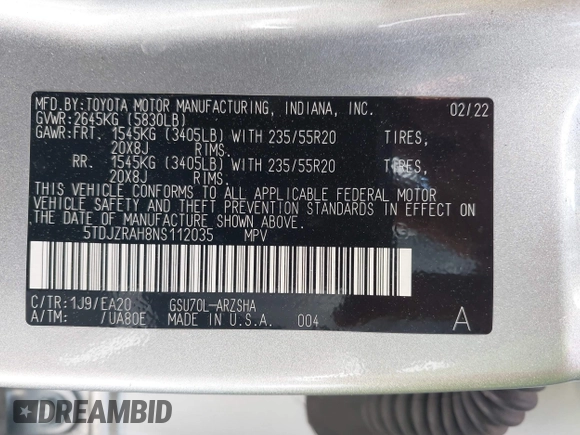 MFD.BY:TOYOTA MOTOR MANUFACTURING, INDIANA, INC. 02/22
GVWR:2645KG (5830LB)
GAWR:FRT. 1545KG (3405LB) WITH 235/55R20 TIRES,
20X8J RIMS.
RR. 1545KG (3405LB) WITH 235/55R20 TIRES,
20X8J RIMS.
THIS VEHICLE CONFORMS TO ALL APPLICABLE FEDERAL MOTOR
VEHICLE SAFETY AND THEFT PREVENTION STANDARDS IN EFFECT ON
THE DATE OF MANUFACTURE SHOWN ABOVE.
5TDJZRAH8NS112035 MPV
C/TR:1J9/EA20 GSU70L-ARZSHA
A/TM: /UA80E MADE IN U.S.A. 004 A
DREAMBID